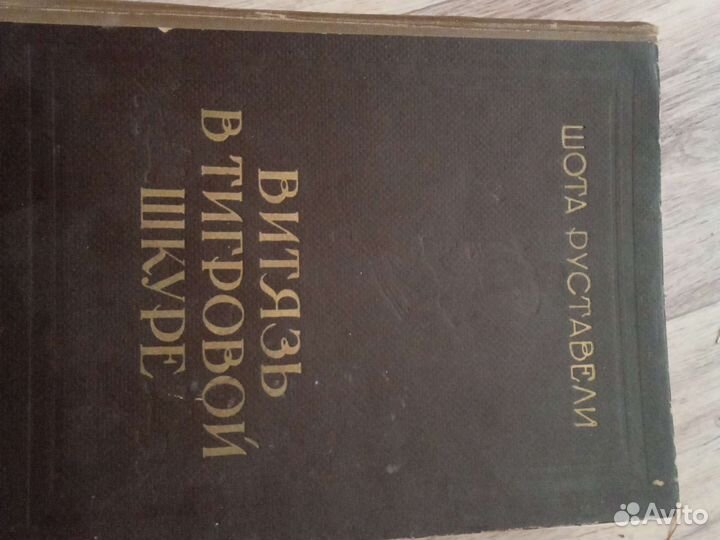 ШОТА РУСТАВЕЛИ
ВИТЯЗЬ
В ТИГРОВОЙ
ШКУРЕ
Avito